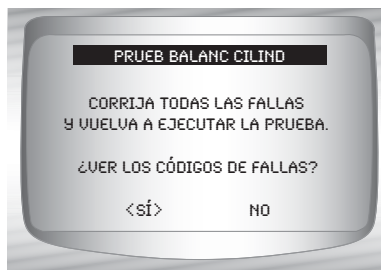 PRUEB BALANC CILIND
CORRIJA TODAS LAS FALLAS
Y VUELVA A EJECUTAR LA PRUEBA.
¿VER LOS CÓDIGOS DE FALLAS?
<SÍ> NO